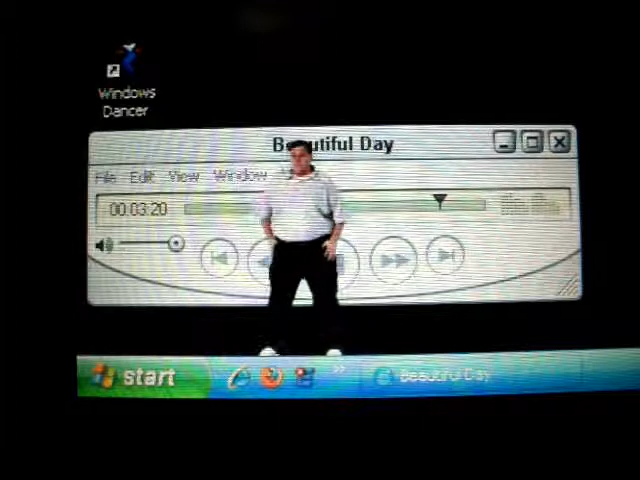 Windows
Dancer
Beautiful Day
File Edit View Window
00:03:20
start
Beautiful Day